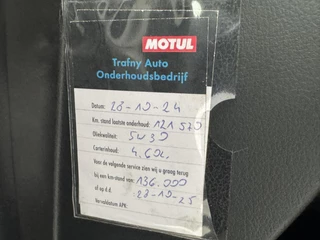 MOTUL
Trafny Auto
Onderhoudsbedrijf
Datum: 28-10-24
Km. stand laatste onderhoud: 121 570
Oliekwaliteit: 5W30
Carterinhoud: 4.60L
Voor de volgende service zien wij u graag terug
bij een km-stand van: 136.000
of op d.d. 28-10-25
Vervaldatum APK: